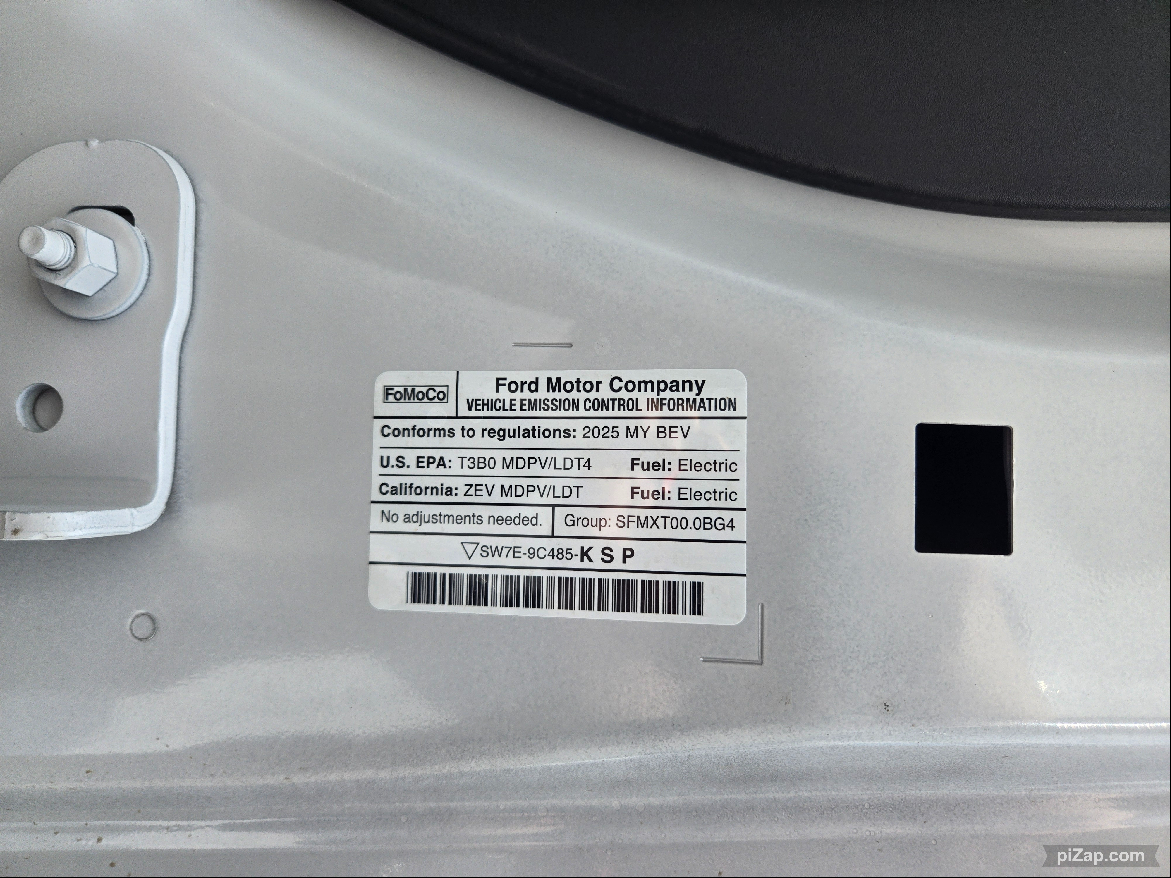 FoMoCo
Ford Motor Company
VEHICLE EMISSION CONTROL INFORMATION
Conforms to regulations: 2025 MY BEV
U.S. EPA: T3B0 MDPV/LDT4 Fuel: Electric
California: ZEV MDPV/LDT Fuel: Electric
No adjustments needed. Group: SFMXT00.0BG4
▽SW7E-9C485-K S P
piZap.com